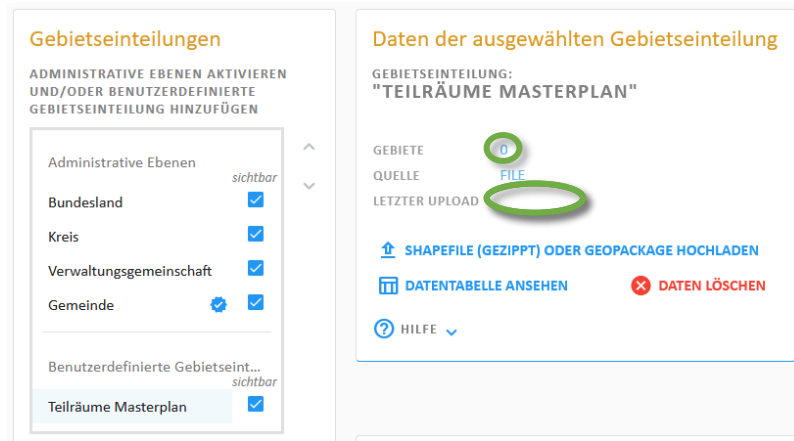 Gebietseinteilungen
ADMINISTRATIVE EBENEN AKTIVIEREN
UND/ODER BENUTZERDEFINIERTE
GEBIETSEINTEILUNG HINZUFÜGEN
Administrative Ebenen
sichtbar
Bundesland
Kreis
Verwaltungsgemeinschaft
Gemeinde
Benutzerdefinierte Gebietseint...
sichtbar
Teilräume Masterplan
Daten der ausgewählten Gebietseinteilung
GEBIETSEINTEILUNG:
"TEILRÄUME MASTERPLAN"
GEBIETE 0
QUELLE FILE
LETZTER UPLOAD
SHAPEFILE (GEZIPPT) ODER GEOPACKAGE HOCHLADEN
DATENTABELLE ANSEHEN DATEN LÖSCHEN
? HILFE